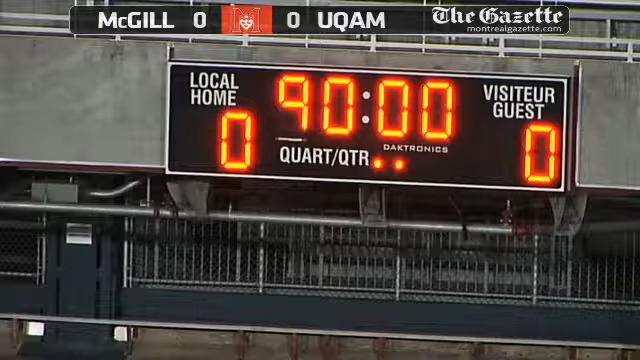 McGILL 0 0 UQAM
The Gazette
montrealgazette.com
LOCAL
HOME
90:00
VISITEUR
GUEST
0
0
QUART/QTR
DAKTRONICS